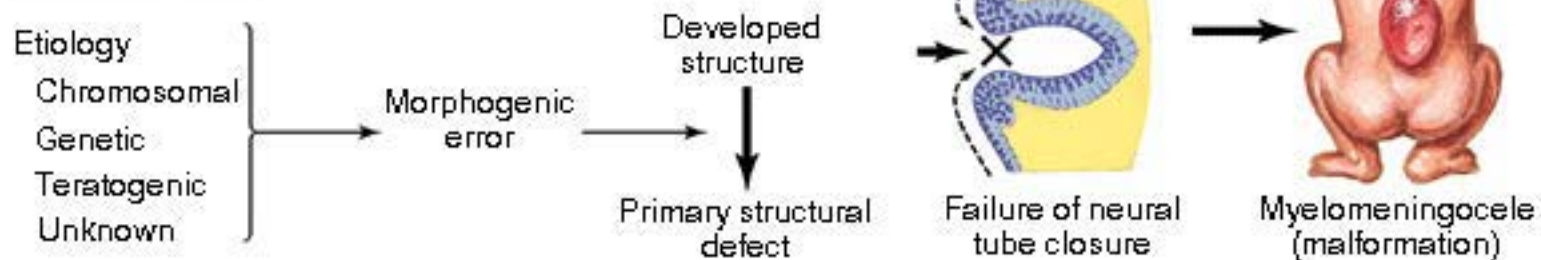 Etiology
Chromosomal
Genetic
Teratogenic
Unknown
Morphogenic
error
Developed
structure
Primary structural
defect
Failure of neural
tube closure
Myelomeningocele
(malformation)